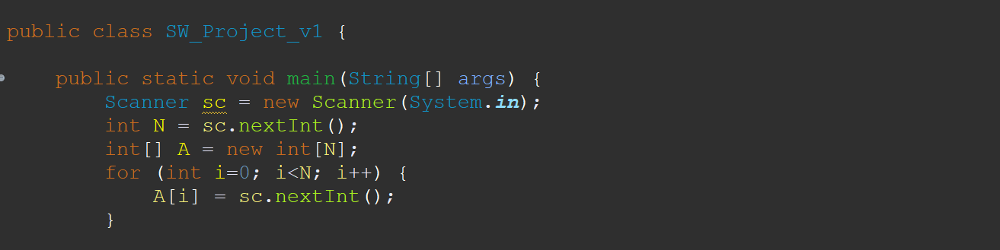 public class SW_Project_v1 {
public static void main(String[] args) {
Scanner sc = new Scanner(System.in);
int N = sc.nextInt();
int[] A = new int[N];
for (int i=0; i<N; i++) {
A[i] = sc.nextInt();
}